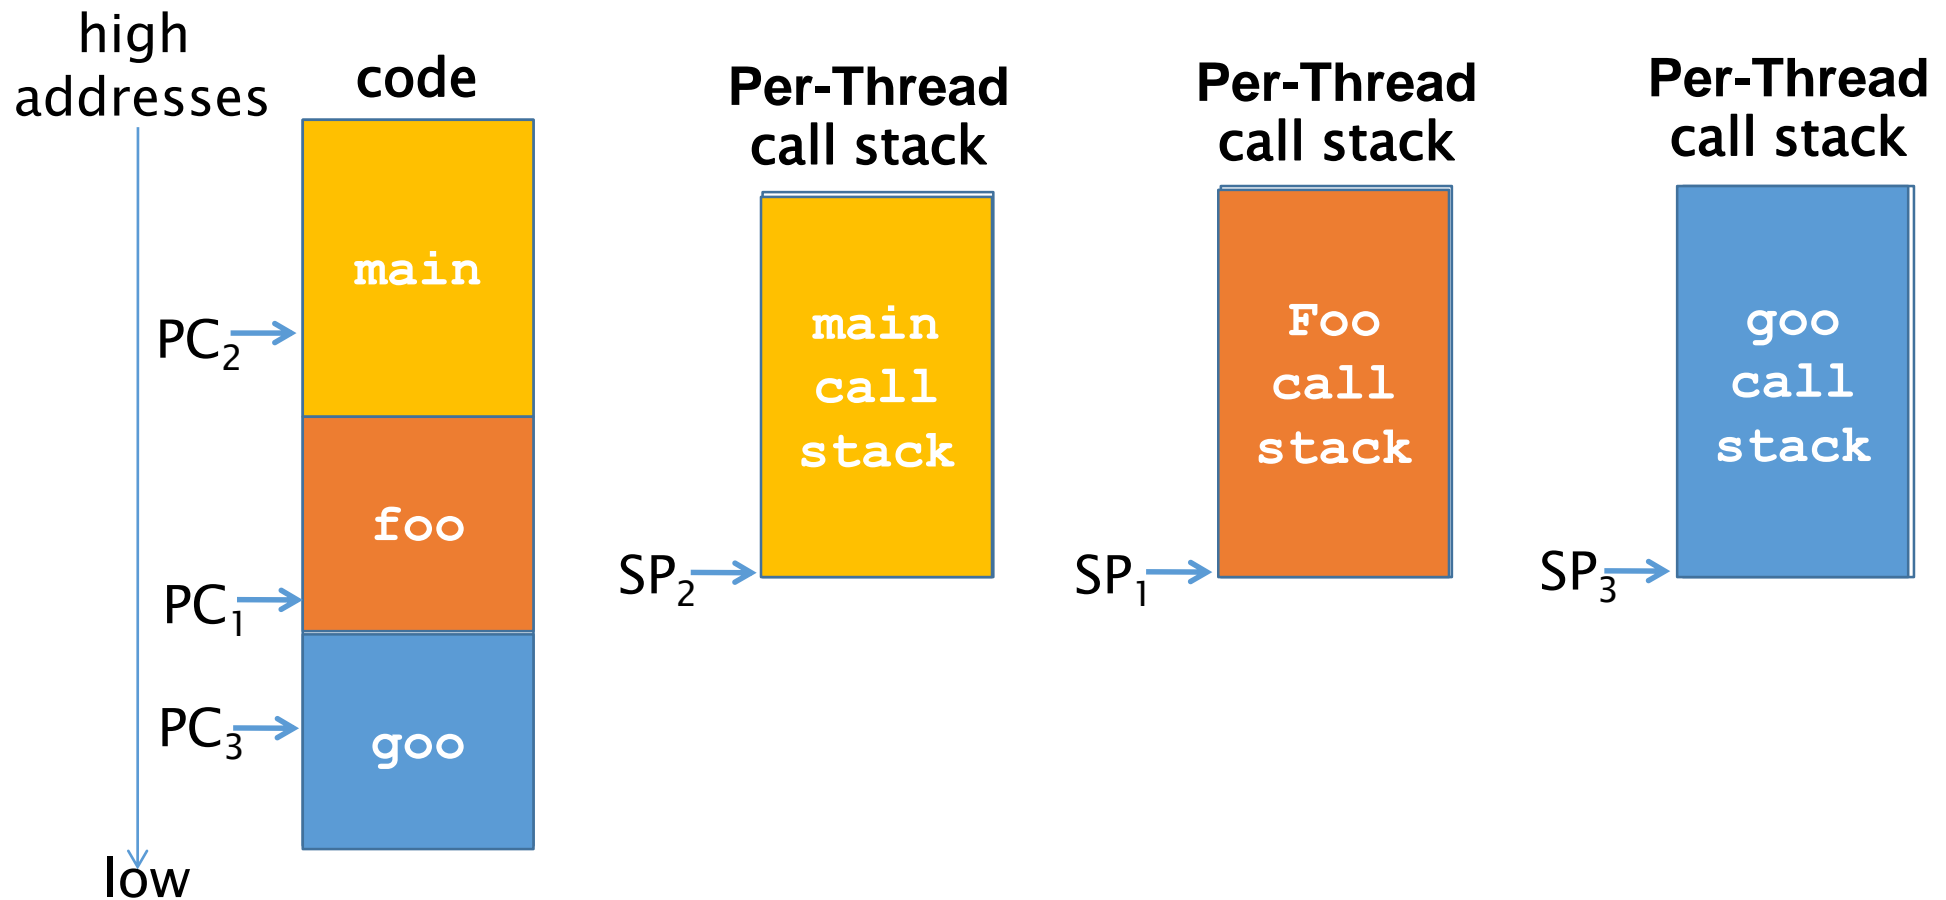 high
addresses
code
main
PC2
foo
PC1
PC3
goo
low
Per-Thread
call stack
main
call
stack
SP2
Per-Thread
call stack
Foo
call
stack
SP1
Per-Thread
call stack
goo
call
stack
SP3